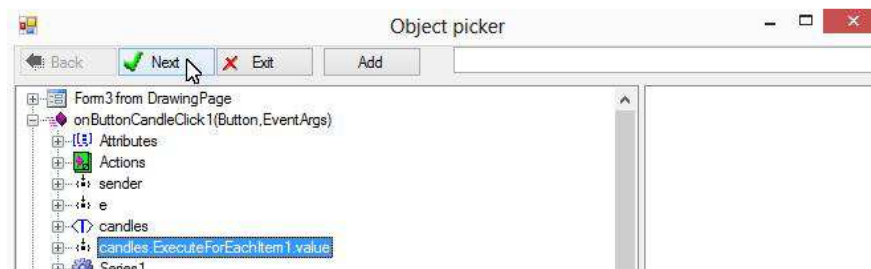 Object picker
Back Next Exit Add
Form3 from DrawingPage
onButtonCandleClick1(Button,EventArgs)
Attributes
Actions
sender
e
candles
candles.ExecuteForEachItem1.value
Series1